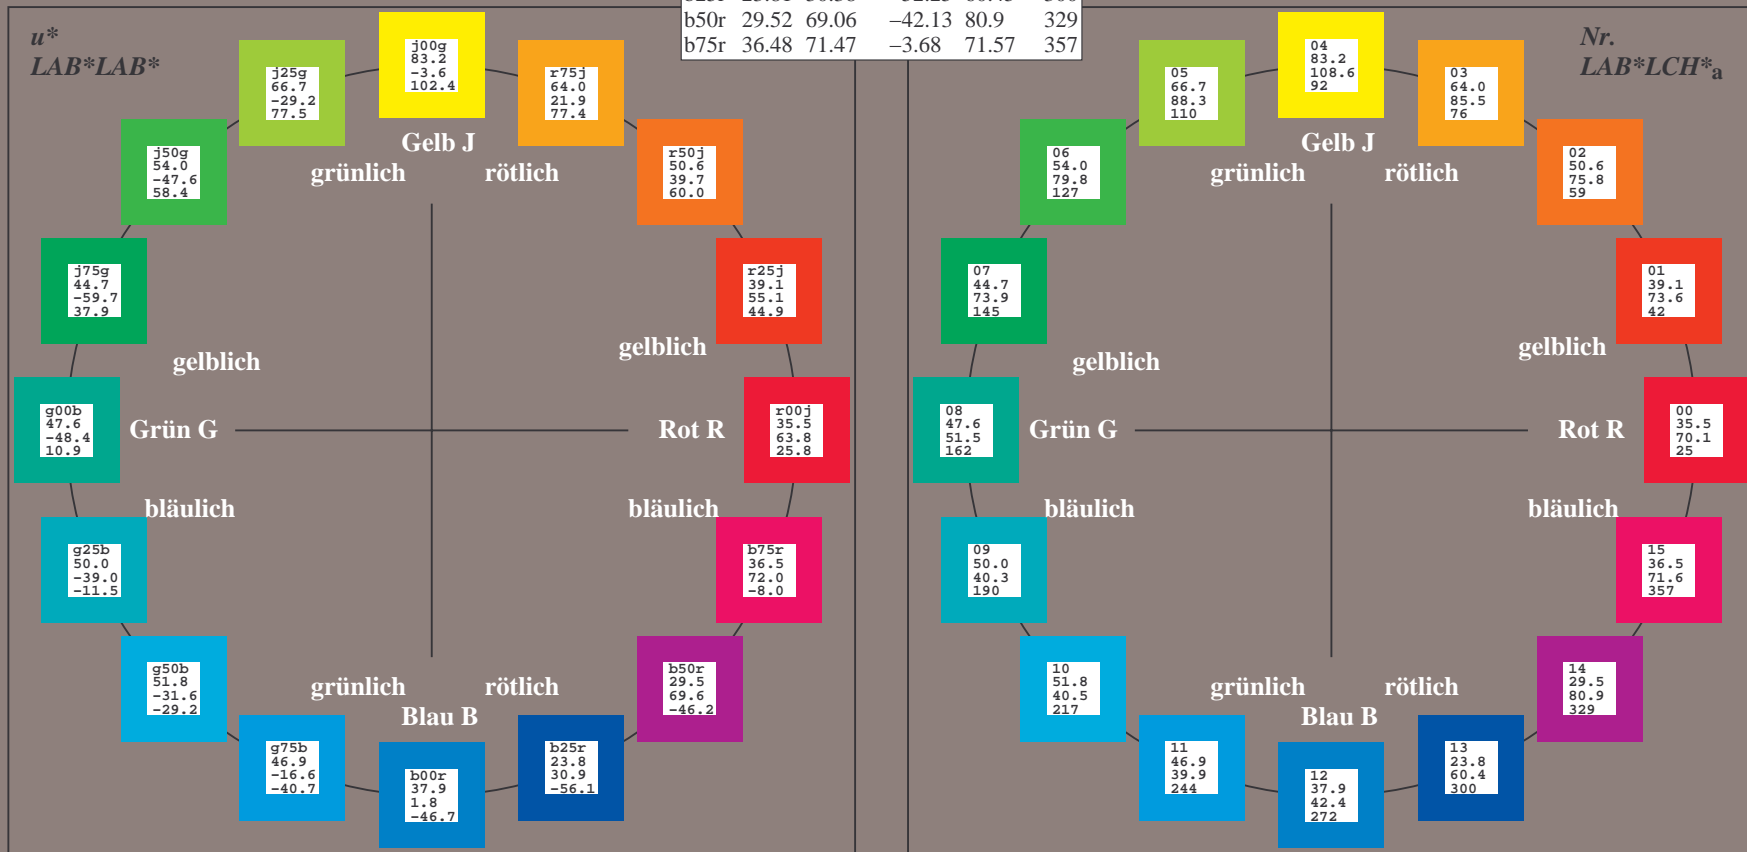 b50r 29.52 69.06 −42.13 80.9 329
b75r 36.48 71.47 −3.68 71.57 357
u*
LAB*LAB*
j00g
83.2
-3.6
102.4
j25g
66.7
-29.2
77.5
r75j
64.0
21.9
77.4
Gelb J
grünlich rötlich
j50g
54.0
-47.6
58.4
r50j
50.6
39.7
60.0
j75g
44.7
-59.7
37.9
r25j
39.1
55.1
44.9
gelblich
gelblich
g00b
47.6
-48.4
10.9
Grün G
Rot R
r00j
35.5
63.8
25.8
bläulich
bläulich
g25b
50.0
-39.0
-11.5
b75r
36.5
72.0
-8.0
g50b
51.8
-31.6
-29.2
b50r
29.5
69.6
-46.2
grünlich rötlich
Blau B
g75b
46.9
-16.6
-40.7
b00r
37.9
1.8
-46.7
b25r
23.8
30.9
-56.1
Nr.
LAB*LCH*a
04
83.2
108.6
92
05
66.7
88.3
110
03
64.0
85.5
76
Gelb J
grünlich rötlich
06
54.0
79.8
127
02
50.6
75.8
59
07
44.7
73.9
145
01
39.1
73.6
42
gelblich
gelblich
08
47.6
51.5
162
Grün G
Rot R
00
35.5
70.1
25
bläulich
bläulich
09
50.0
40.3
190
15
36.5
71.6
357
10
51.8
40.5
217
14
29.5
80.9
329
grünlich rötlich
Blau B
11
46.9
39.9
244
12
37.9
42.4
272
13
23.8
60.4
300